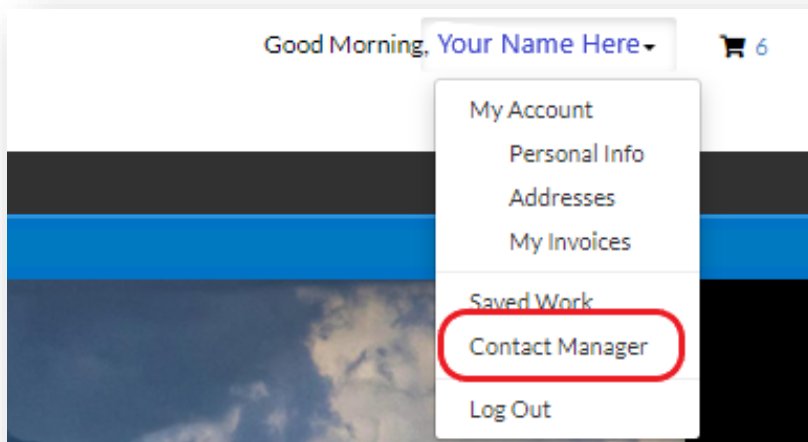 Good Morning, Your Name Here 6
My Account
Personal Info
Addresses
My Invoices
Saved Work
Contact Manager
Log Out